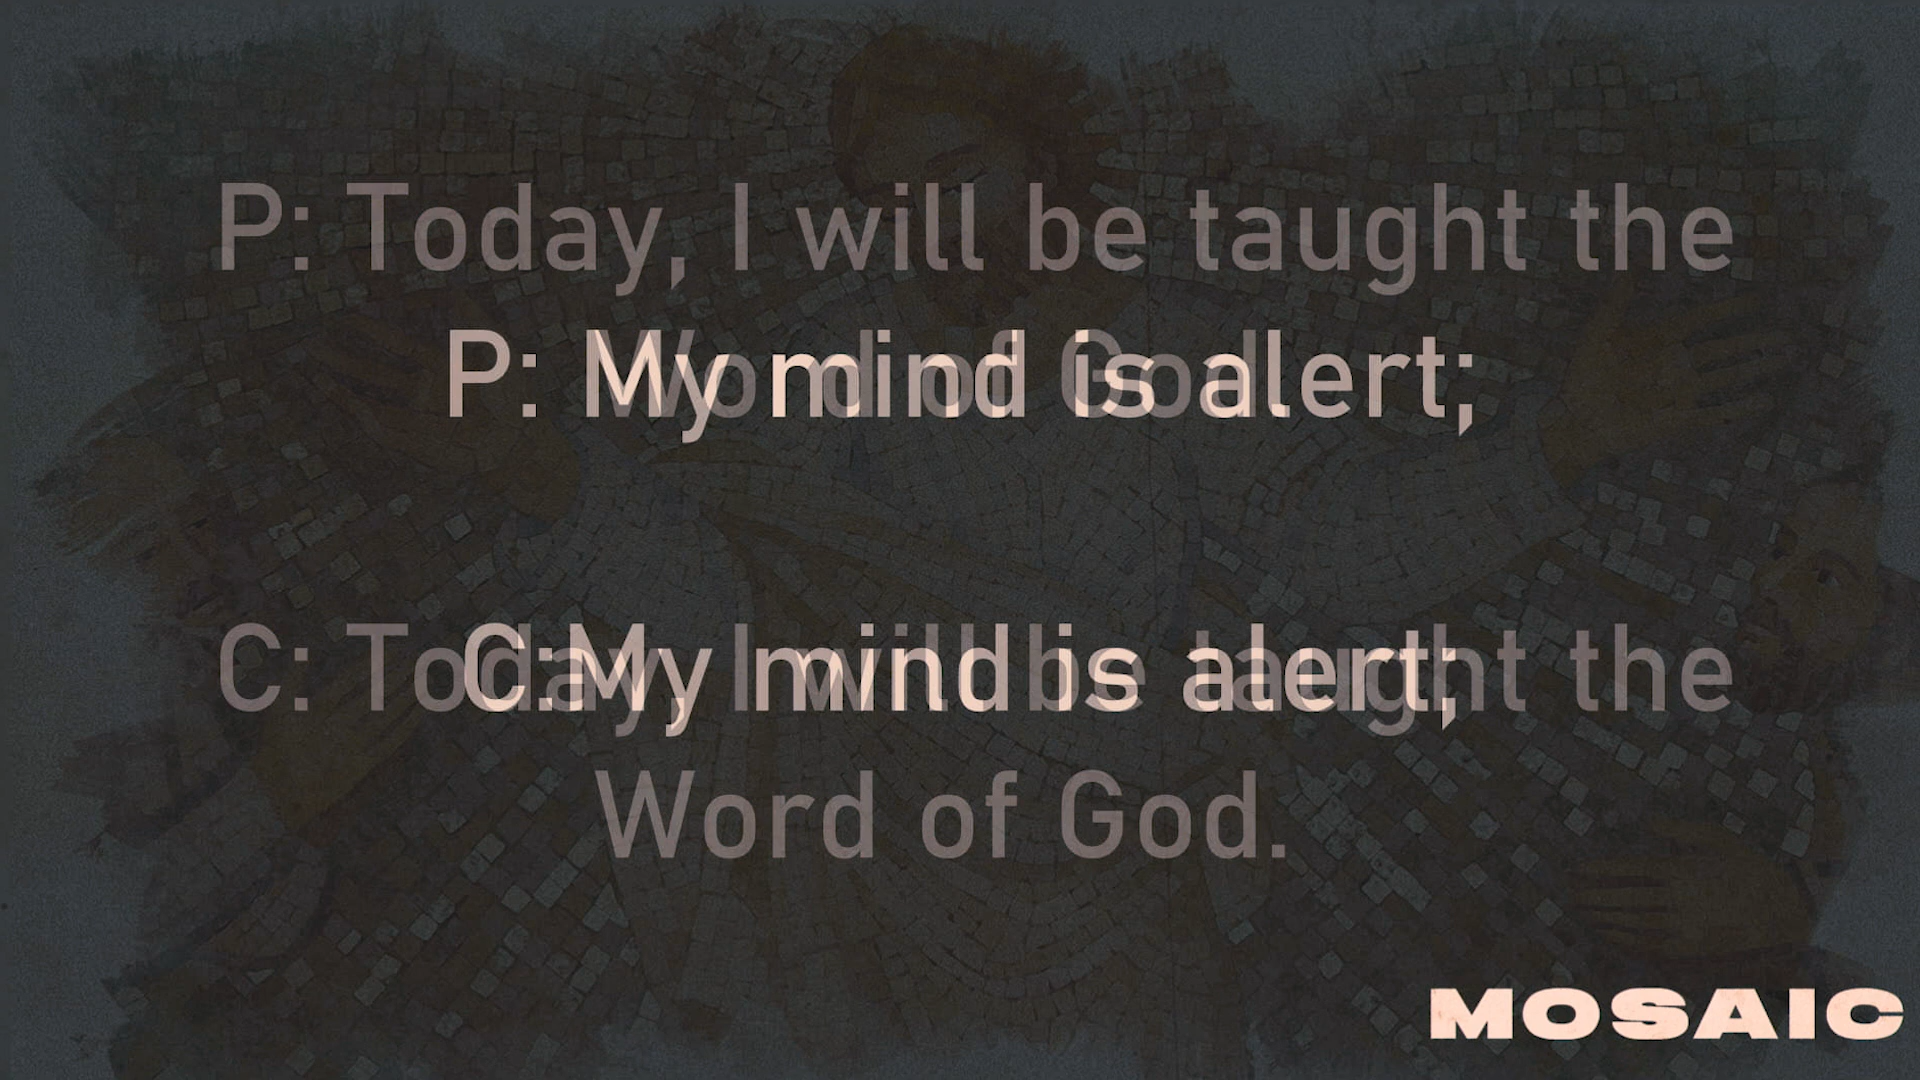 P: Today, I will be taught the
Word of God.
P: My mind is alert;
C: Today, I will be taught the
Word of God.
C: My mind is alert;
MOSAIC